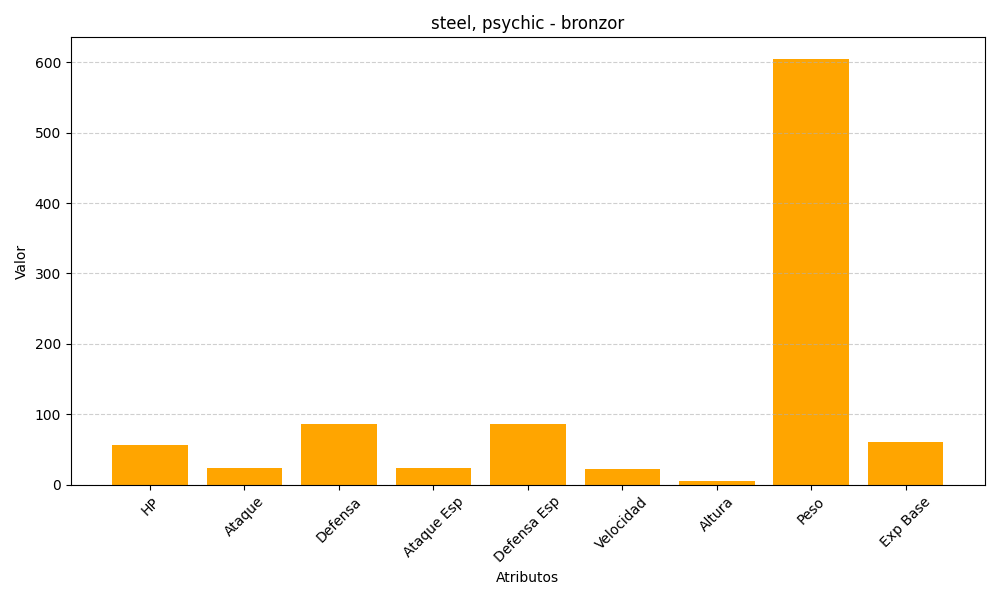 steel, psychic - bronzor
600
500
400
300
200
100
0
Valor
HP
Ataque
Defensa
Ataque Esp
Defensa Esp
Velocidad
Altura
Peso
Exp Base
Atributos